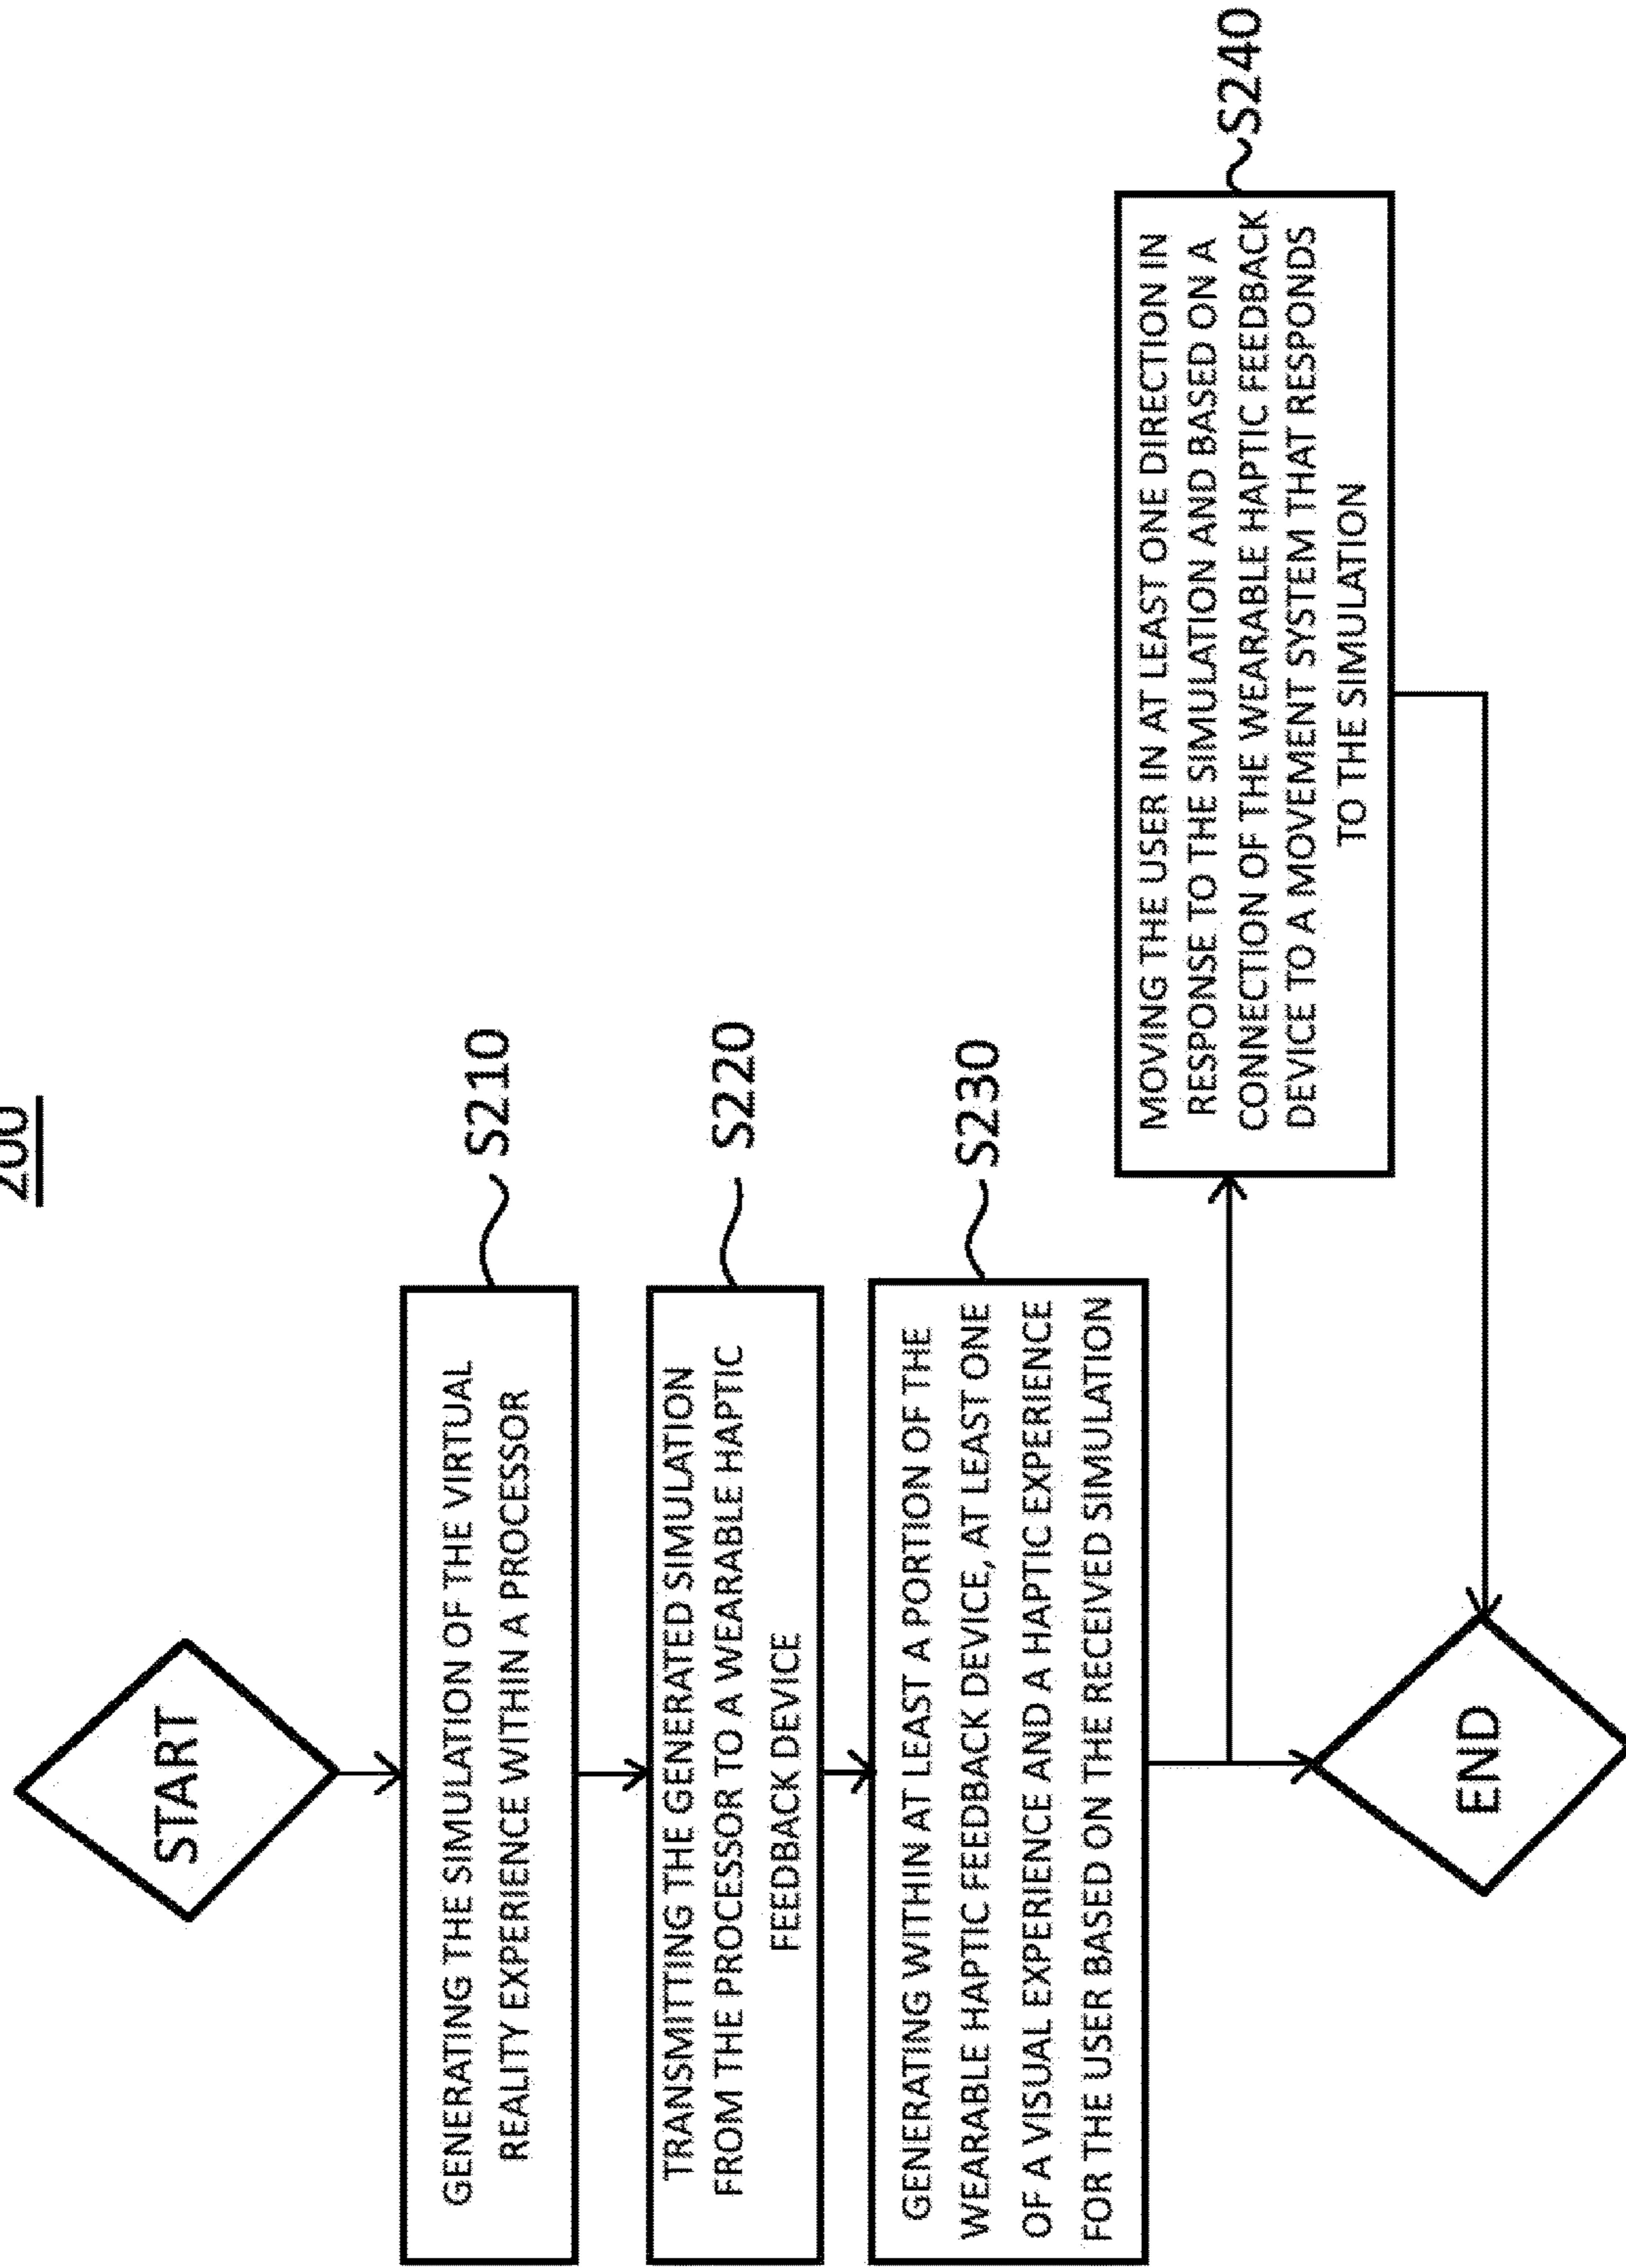 200
START
GENERATING THE SIMULATION OF THE VIRTUAL
REALITY EXPERIENCE WITHIN A PROCESSOR
S210
TRANSMITTING THE GENERATED SIMULATION
FROM THE PROCESSOR TO A WEARABLE HAPTIC
FEEDBACK DEVICE
S220
GENERATING WITHIN AT LEAST A PORTION OF THE
WEARABLE HAPTIC FEEDBACK DEVICE, AT LEAST ONE
OF A VISUAL EXPERIENCE AND A HAPTIC EXPERIENCE
FOR THE USER BASED ON THE RECEIVED SIMULATION
S230
MOVING THE USER IN AT LEAST ONE DIRECTION IN
RESPONSE TO THE SIMULATION AND BASED ON A
CONNECTION OF THE WEARABLE HAPTIC FEEDBACK
DEVICE TO A MOVEMENT SYSTEM THAT RESPONDS
TO THE SIMULATION
S240
END